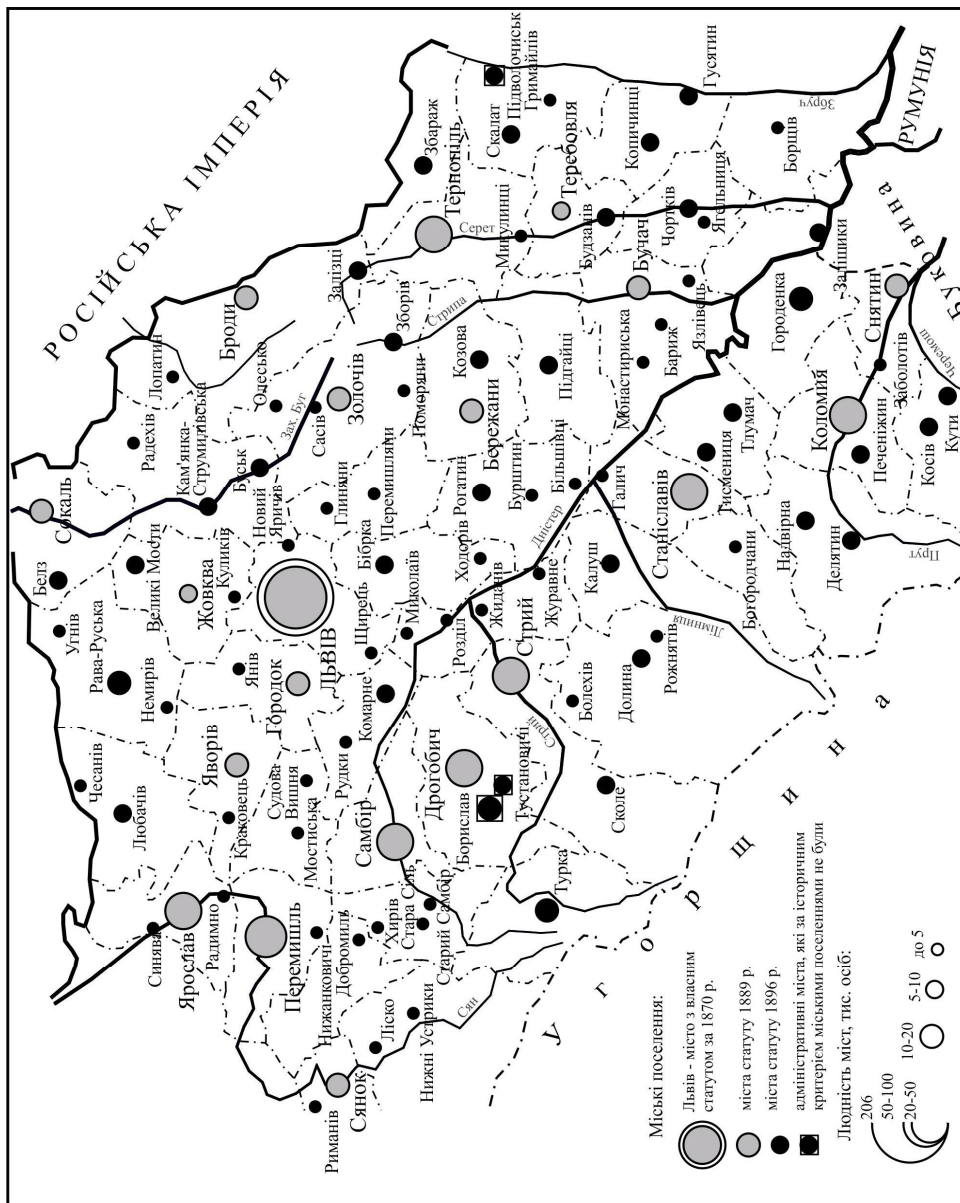 РОСІЙСЬКА ІМПЕРІЯ
РУМУНІЯ
Буковина
Угорщина
Сокаль
Белз
Угнів
Рава-Руська
Великі Мости
Немирів
Чесанів
Любачів
Синява
Ярослав
Радимно
Радехів
Лопатин
Кам'янка-
Струмилівська
Жовква
Куликів
Янів
Яворів
Краковець
Броди
Олесько
Зах. Буг
Буськ
Сасів
Новий
Яричів
ЛЬВІВ
Городок
Судова
Вишня
Мостиська
Перемишль
Золочів
Глиняни
Перемишляни
Поморяни
Зборів
Залізці
Бібрка
Щирець
Миколаїв
Комарне
Рудки
Самбір
Нижанковичі
Добромиль
Хирів
Стара Сіль
Старий Самбір
Риманів
Сянок
Ліско
Нижні Устрики
Сян
Збараж
Тернопіль
Серет
Стрипа
Скалат
Підволочиськ
Гримайлів
Микулинці
Теребовля
Козова
Бережани
Рогатин
Ходорів
Розділ
Жидачів
Дрогобич
Борислав
Тустановичі
Стрий
Стрий
Турка
Сколе
Підгайці
Бурштин
Більшівці
Дністер
Журавне
Галич
Калуш
Болехів
Долина
Рожнятів
Лімниця
Будзанів
Бучач
Монастириська
Бариж
Язлівець
Чортків
Ягельниця
Копичинці
Гусятин
Збруч
Борщів
Заліщики
Городенка
Тисмениця
Тлумач
Станіславів
Богородчани
Надвірна
Делятин
Прут
Коломия
Печеніжин
Заболотів
Снятин
Косів
Кути
Черемош
Міські поселення:
Львів - місто з власним
статутом за 1870 р.
міста статуту 1889 р.
міста статуту 1896 р.
адміністративні міста, які за історичним
критерієм міськими поселеннями не були
Людність міст, тис. осіб:
206
50-100
20-50
10-20
5-10
до 5